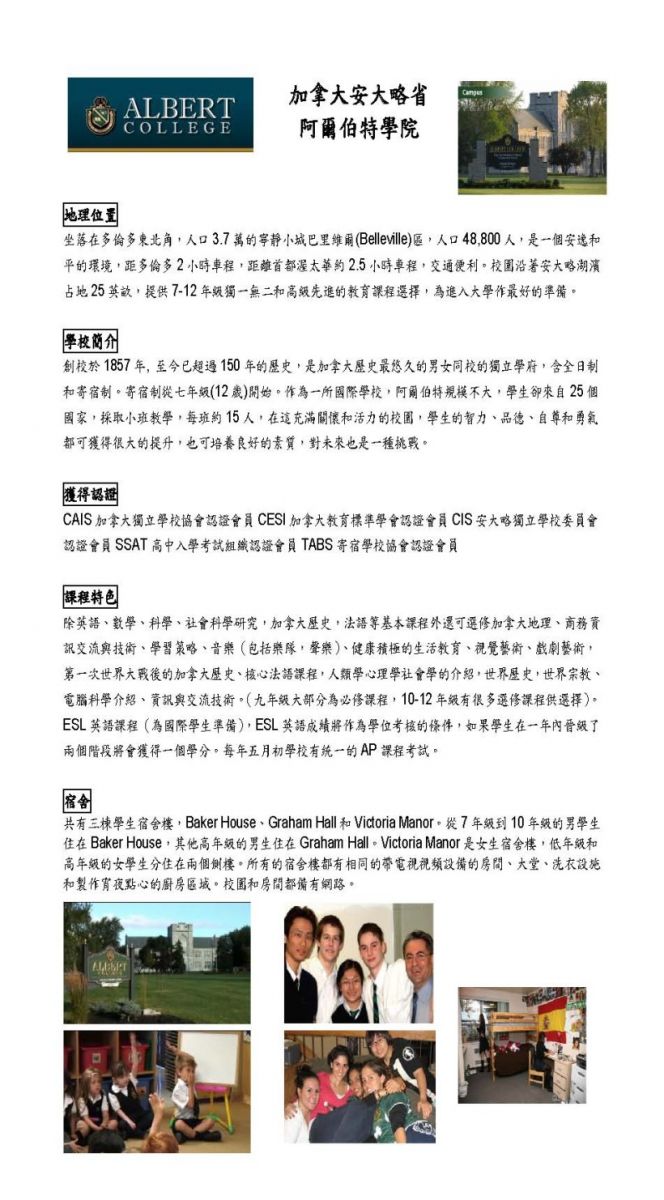 ALBERT
COLLEGE
加拿大安大略省
阿爾伯特學院
Campus
ALBERT COLLEGE
地理位置
坐落在多倫多東北角，人口 3.7 萬的寧靜小城巴里維爾(Belleville)區，人口 48,800 人，是一個安逸和
平的環境，距多倫多 2 小時車程，距離首都渥太華約 2.5 小時車程，交通便利。校園沿著安大略湖濱
占地 25 英畝，提供 7-12 年級獨一無二和高級先進的教育課程選擇，為進入大學作最好的準備。
學校簡介
創校於 1857 年, 至今已超過 150 年的歷史，是加拿大歷史最悠久的男女同校的獨立學府，含全日制
和寄宿制。寄宿制從七年級(12 歲)開始。作為一所國際學校，阿爾伯特規模不大，學生卻來自 25 個
國家，採取小班教學，每班約 15 人，在這充滿關懷和活力的校園，學生的智力、品德、自尊和勇氣
都可獲得很大的提升，也可培養良好的素質，對未來也是一種挑戰。
獲得認證
CAIS 加拿大獨立學校協會認證會員 CESI 加拿大教育標準學會認證會員 CIS 安大略獨立學校委員會
認證會員 SSAT 高中入學考試組織認證會員 TABS 寄宿學校協會認證會員
課程特色
除英語、數學、科學、社會科學研究，加拿大歷史，法語等基本課程外還可選修加拿大地理、商務資
訊交流與技術、學習策略、音樂（包括樂隊，聲樂）、健康積極的生活教育、視覺藝術、戲劇藝術，
第一次世界大戰後的加拿大歷史、核心法語課程，人類學心理學社會學的介紹，世界歷史，世界宗教、
電腦科學介紹、資訊與交流技術。（九年級大部分為必修課程，10-12 年級有很多選修課程供選擇）。
ESL 英語課程（為國際學生準備），ESL 英語成績將作為學位考核的條件，如果學生在一年內晉級了
兩個階段將會獲得一個學分。每年五月初學校有統一的 AP 課程考試。
宿舍
共有三棟學生宿舍樓，Baker House、Graham Hall 和 Victoria Manor。從 7 年級到 10 年級的男學生
住在 Baker House，其他高年級的男生住在 Graham Hall。Victoria Manor 是女生宿舍樓，低年級和
高年級的女學生分住在兩個側樓。所有的宿舍樓都有相同的帶電視視頻設備的房間、大堂、洗衣設施
和製作宵夜點心的廚房區域。校園和房間都備有網路。
ALBERT